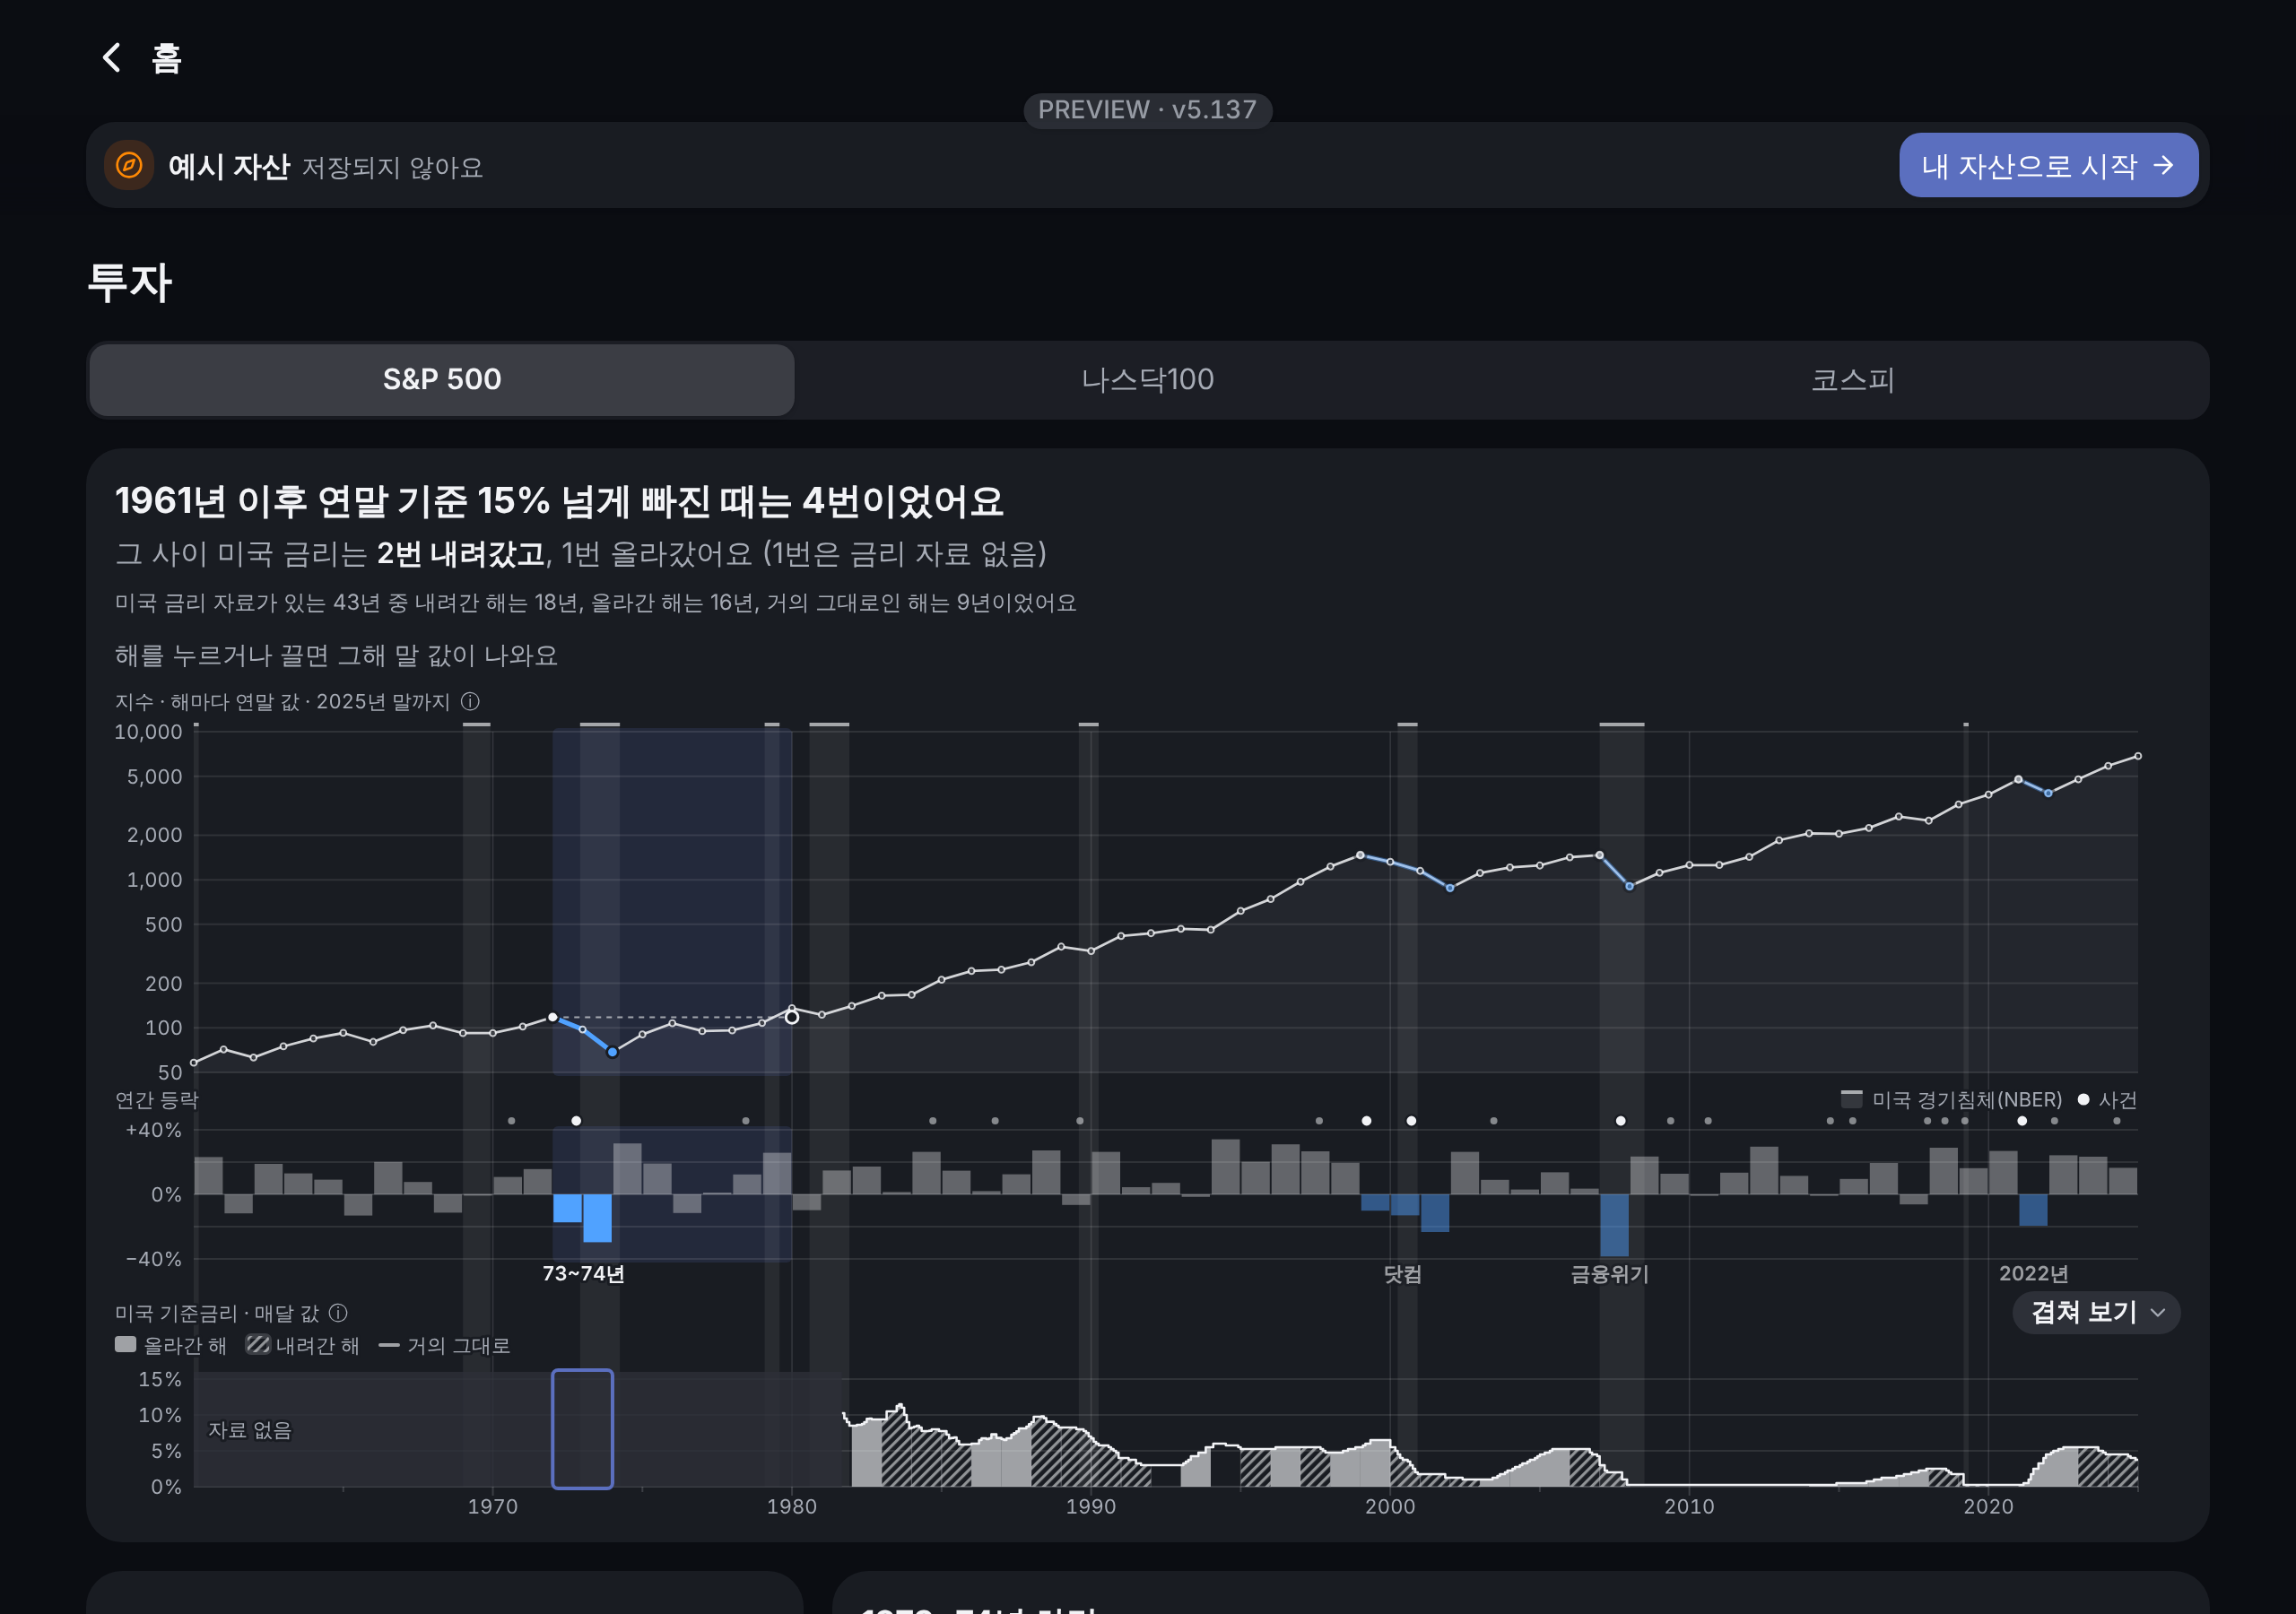 홈
PREVIEW · v5.137
예시 자산 저장되지 않아요
내 자산으로 시작 →
투자
S&P 500
나스닥100
코스피
1961년 이후 연말 기준 15% 넘게 빠진 때는 4번이었어요
그 사이 미국 금리는 2번 내려갔고, 1번 올라갔어요 (1번은 금리 자료 없음)
미국 금리 자료가 있는 43년 중 내려간 해는 18년, 올라간 해는 16년, 거의 그대로인 해는 9년이었어요
해를 누르거나 끌면 그해 말 값이 나와요
지수 · 해마다 연말 값 · 2025년 말까지 ⓘ
10,000
5,000
2,000
1,000
500
200
100
50
연간 등락
미국 경기침체(NBER)
사건
+40%
0%
−40%
73~74년
닷컴
금융위기
2022년
미국 기준금리 · 매달 값 ⓘ
겹쳐 보기
올라간 해
내려간 해
거의 그대로
15%
10%
5%
0%
자료 없음
1970
1980
1990
2000
2010
2020